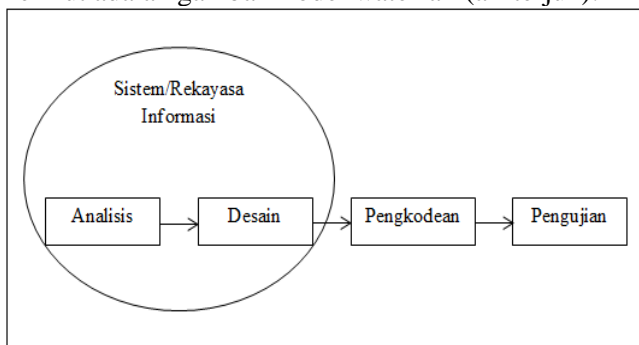 Sistem/Rekayasa
Informasi
Analisis
Desain
Pengkodean
Pengujian